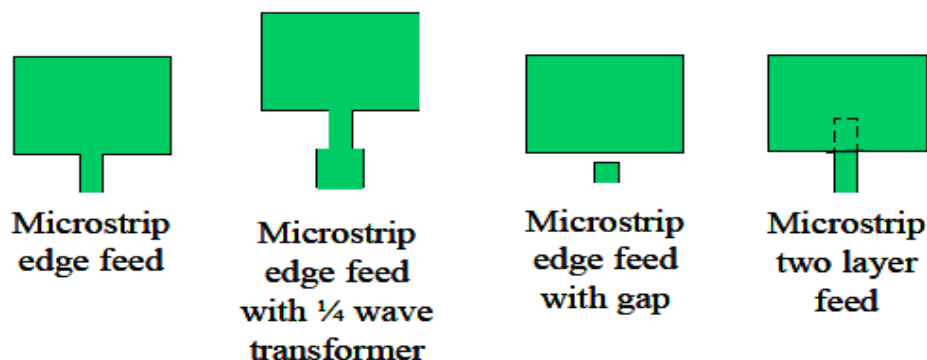 Microstrip
edge feed
Microstrip
edge feed
with ¼ wave
transformer
Microstrip
edge feed
with gap
Microstrip
two layer
feed